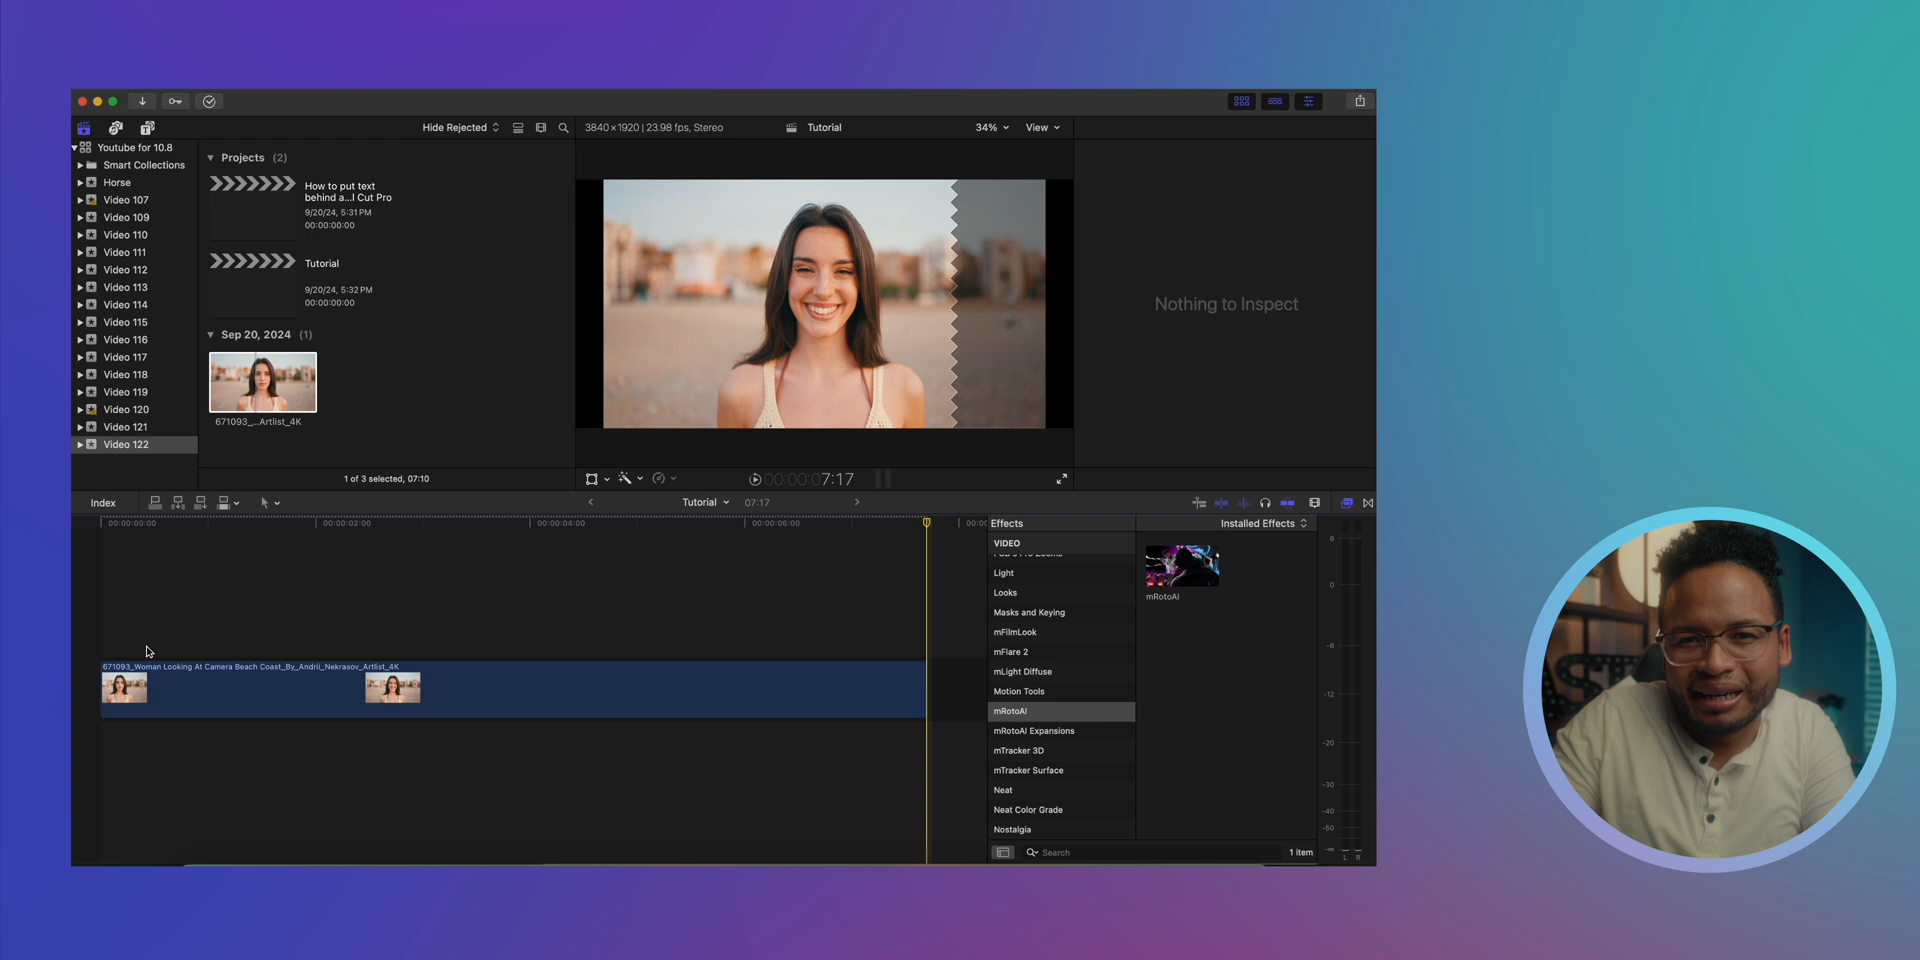 Hide Rejected
3840×1920 | 23.98 fps, Stereo
Tutorial
34%
View
Youtube for 10.8
Smart Collections
Horse
Video 107
Video 109
Video 110
Video 111
Video 112
Video 113
Video 114
Video 115
Video 116
Video 117
Video 118
Video 119
Video 120
Video 121
Video 122
Projects (2)
How to put text
behind a...l Cut Pro
9/20/24, 5:31 PM
00:00:00:00
Tutorial
9/20/24, 5:32 PM
00:00:00:00
Sep 20, 2024 (1)
671093_...Artlist_4K
1 of 3 selected, 07:10
Nothing to Inspect
00:00:07:17
Index
Tutorial
07:17
00:00:00:00
00:00:02:00
00:00:04:00
00:00:06:00
671093_Woman Looking At Camera Beach Coast_By_Andrii_Nekrasov_Artlist_4K
Effects
Installed Effects
VIDEO
Light
Looks
Masks and Keying
mFilmLook
mFlare 2
mLight Diffuse
Motion Tools
mRotoAI
mRotoAI Expansions
mTracker 3D
mTracker Surface
Neat
Neat Color Grade
Nostalgia
mRotoAI
Search
1 item
6
0
-6
-12
-20
-30
-40
-50
-∞
L R